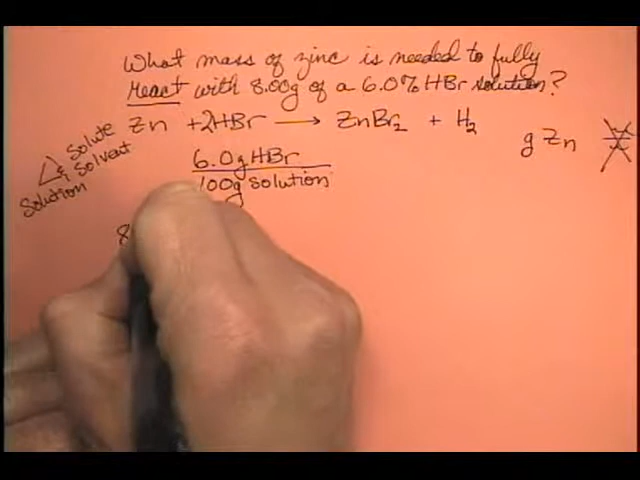 What mass of zinc is needed to fully
react with 8.00g of a 6.0% HBr solution?
Zn + 2HBr → ZnBr₂ + H₂
g Zn
Solute
& Solvent
Solution
6.0g HBr
100g solution
8